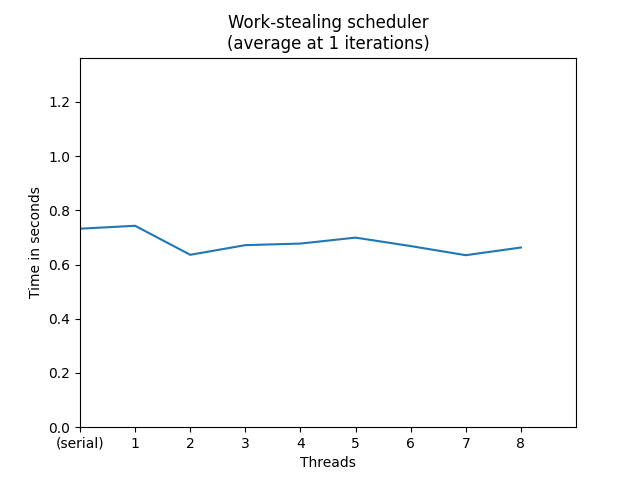 Work-stealing scheduler
(average at 1 iterations)
Time in seconds
1.2
1.0
0.8
0.6
0.4
0.2
0.0
(serial) 1 2 3 4 5 6 7 8
Threads